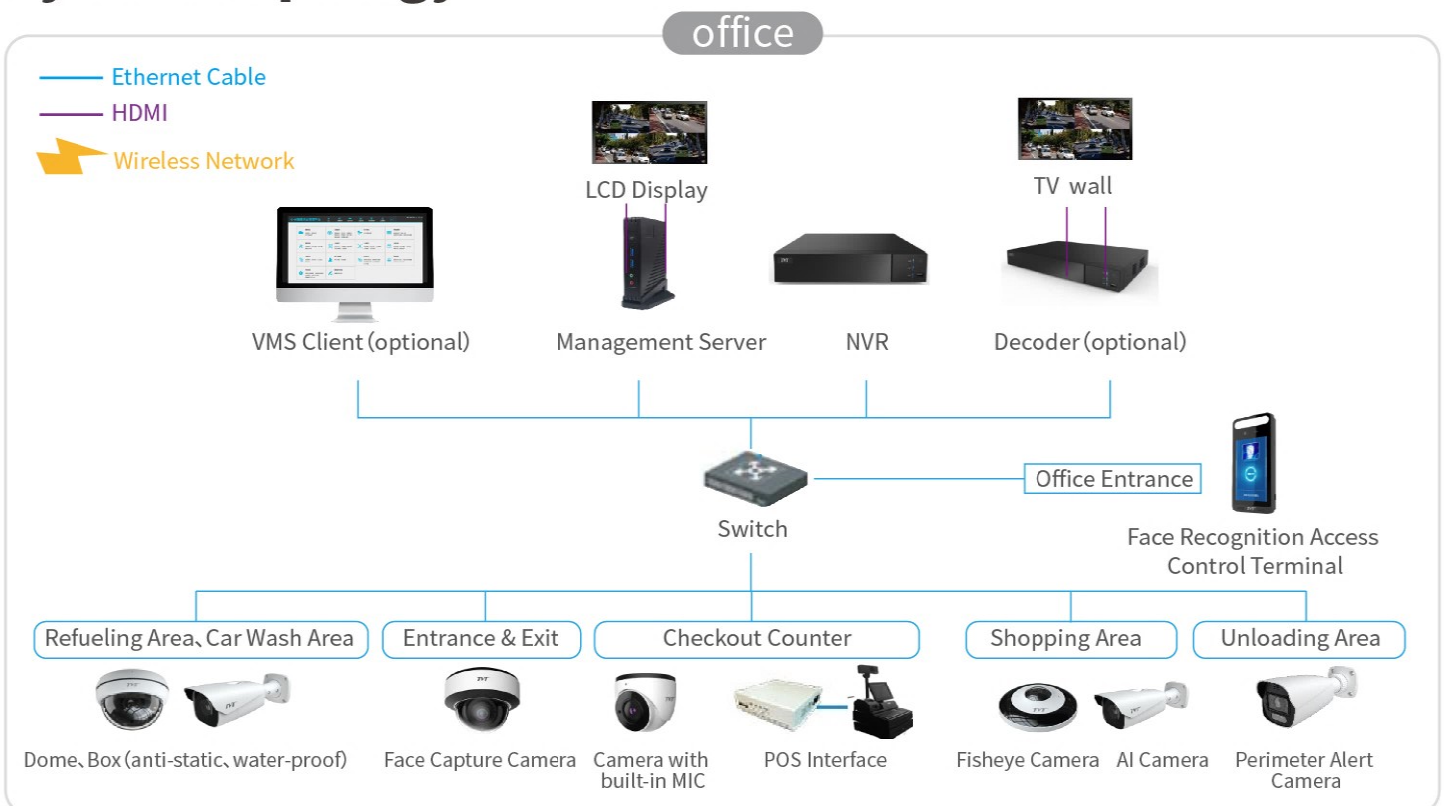 office
Ethernet Cable
HDMI
Wireless Network
LCD Display
TV wall
VMS Client(optional)
Management Server
NVR
Decoder(optional)
Office Entrance
Switch
Face Recognition Access
Control Terminal
Refueling Area、Car Wash Area
Entrance & Exit
Checkout Counter
Shopping Area
Unloading Area
Dome、Box(anti-static、water-proof)
Face Capture Camera
Camera with
built-in MIC
POS Interface
Fisheye Camera
AI Camera
Perimeter Alert
Camera